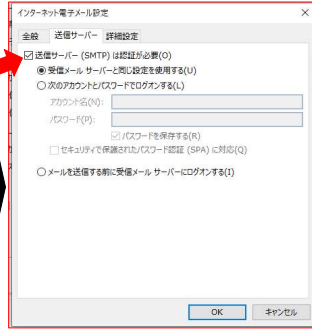 インターネット電子メール設定
全般 送信サーバー 詳細設定
送信サーバー (SMTP) は認証が必要(O)
受信メール サーバーと同じ設定を使用する(U)
次のアカウントとパスワードでログオンする(L)
アカウント名(N):
パスワード(P):
パスワードを保存する(R)
セキュリティで保護されたパスワード認証 (SPA) に対応(Q)
メールを送信する前に受信メール サーバーにログオンする(I)
OK キャンセル